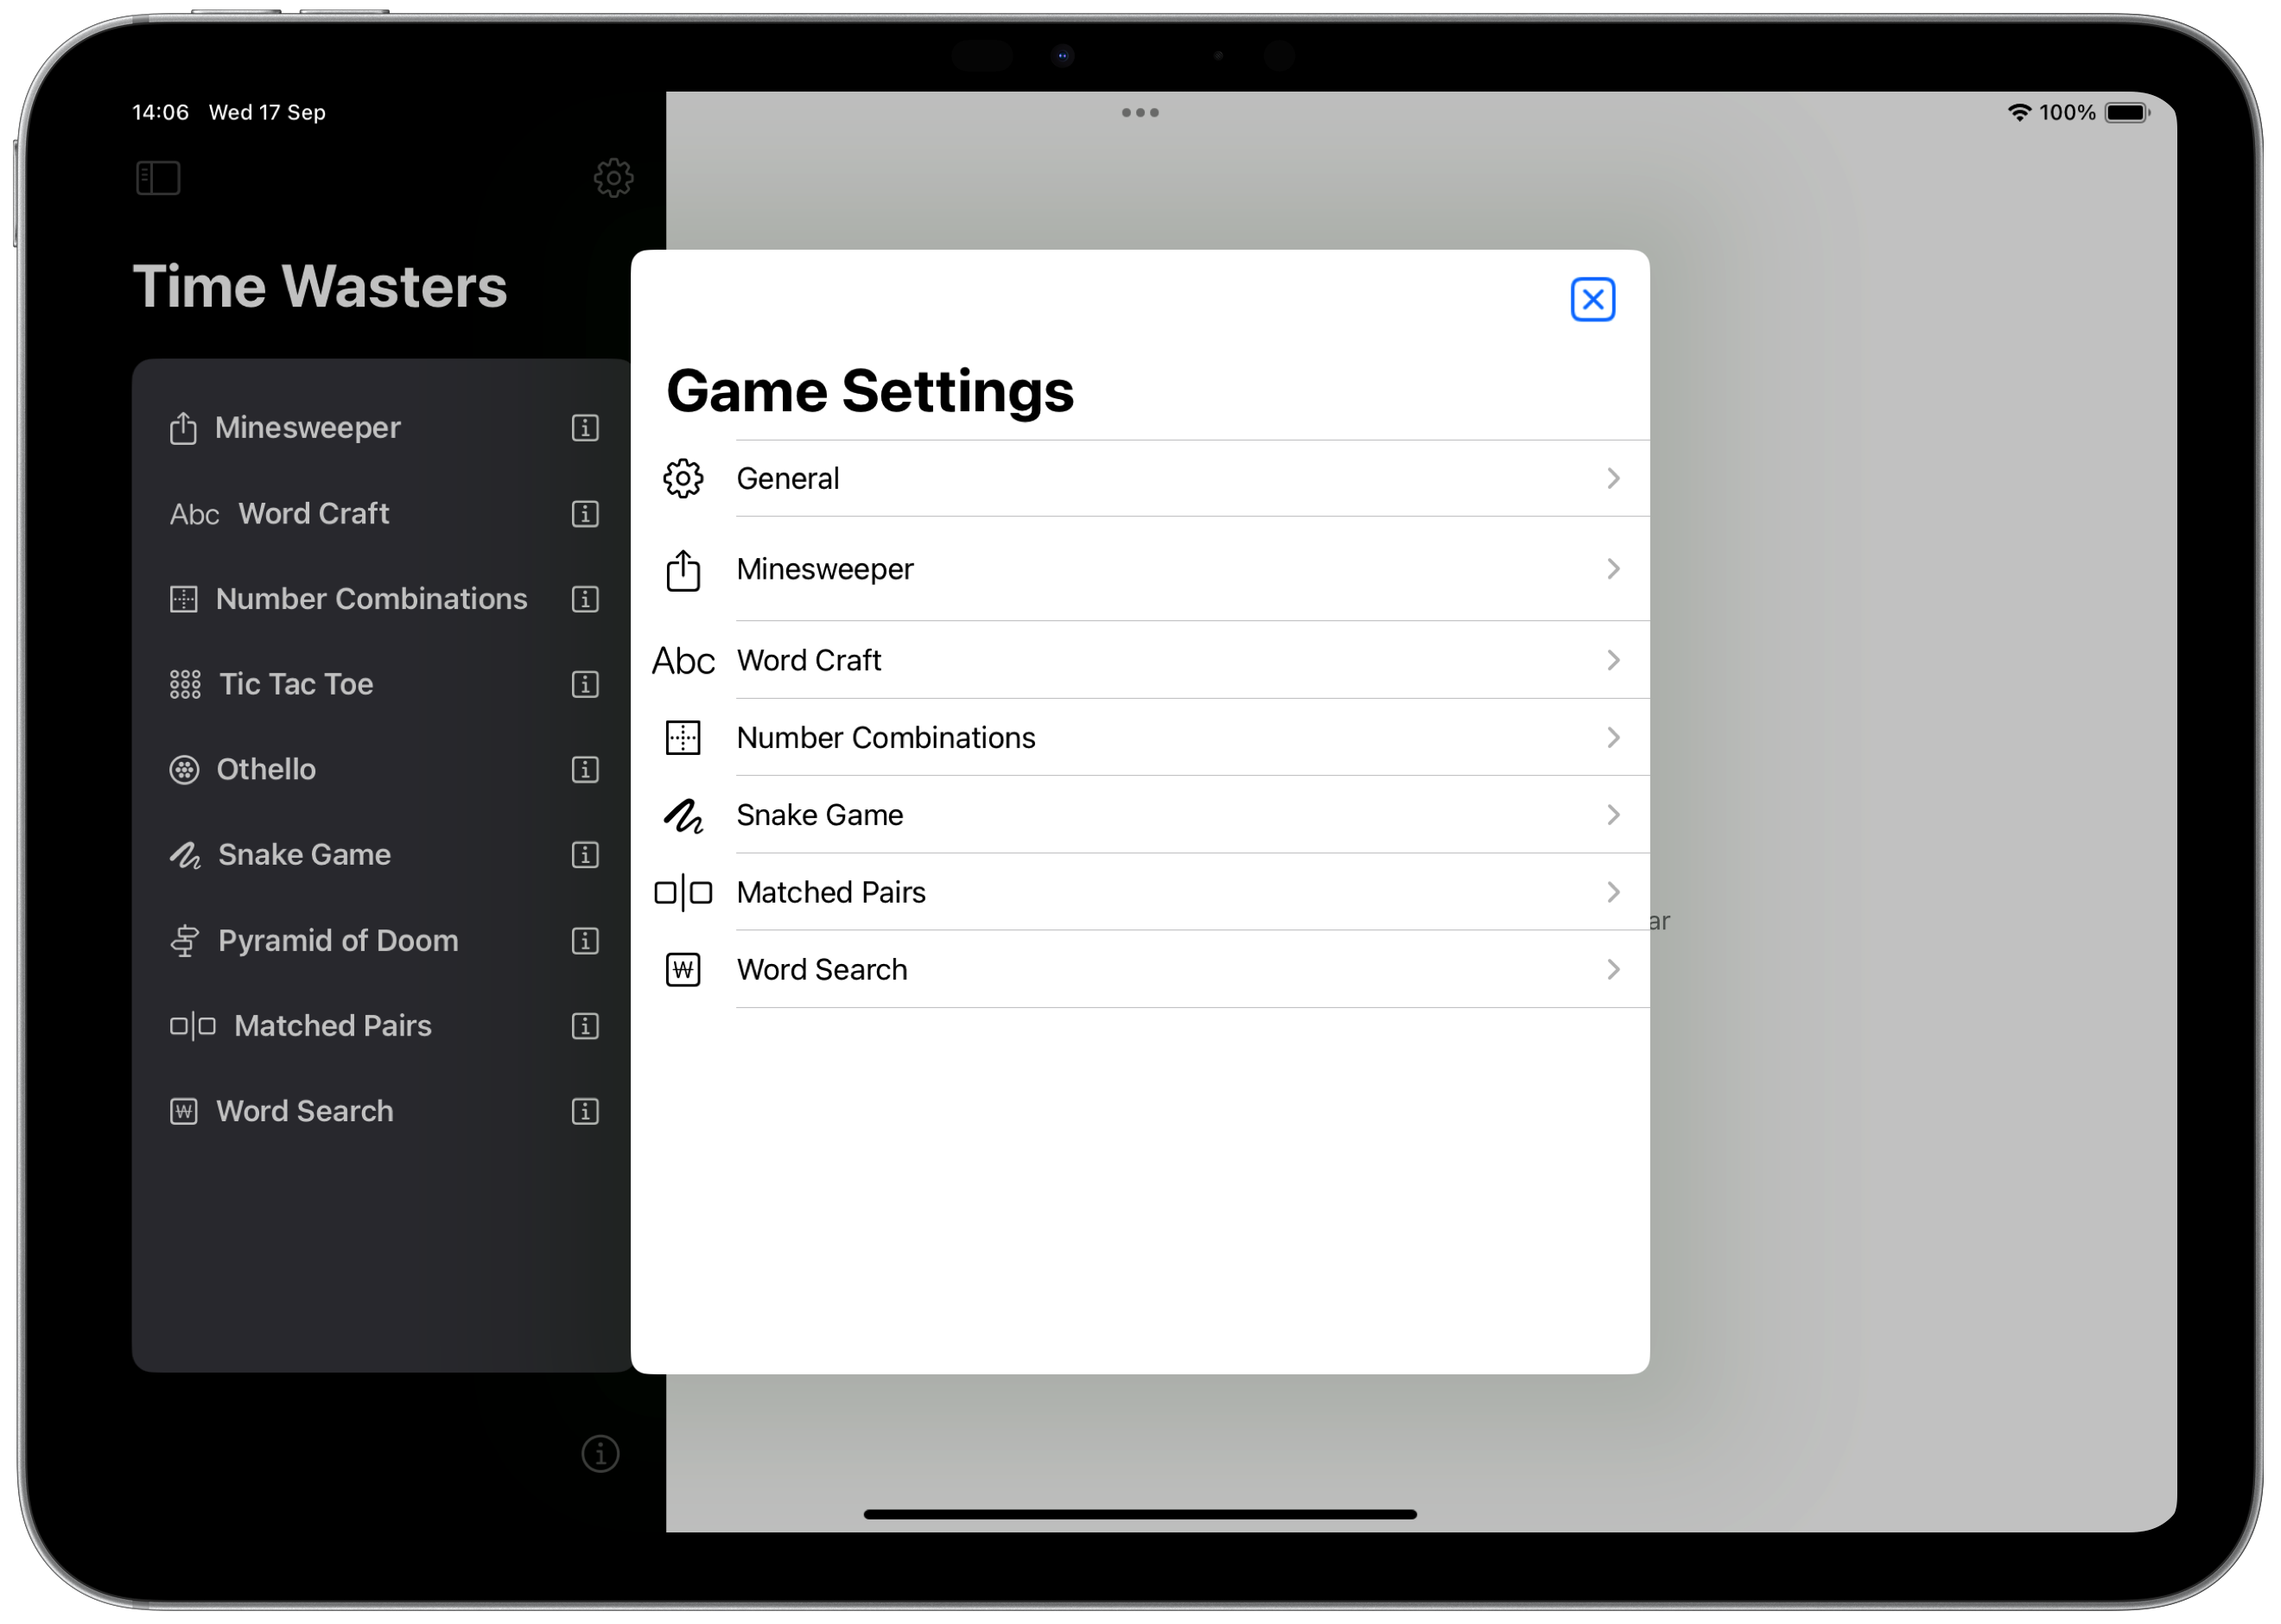 14:06 Wed 17 Sep
100%
Time Wasters
Minesweeper
Abc Word Craft
Number Combinations
Tic Tac Toe
Othello
Snake Game
Pyramid of Doom
Matched Pairs
Word Search
Game Settings
General
Minesweeper
Abc Word Craft
Number Combinations
Snake Game
Matched Pairs
Word Search
ar